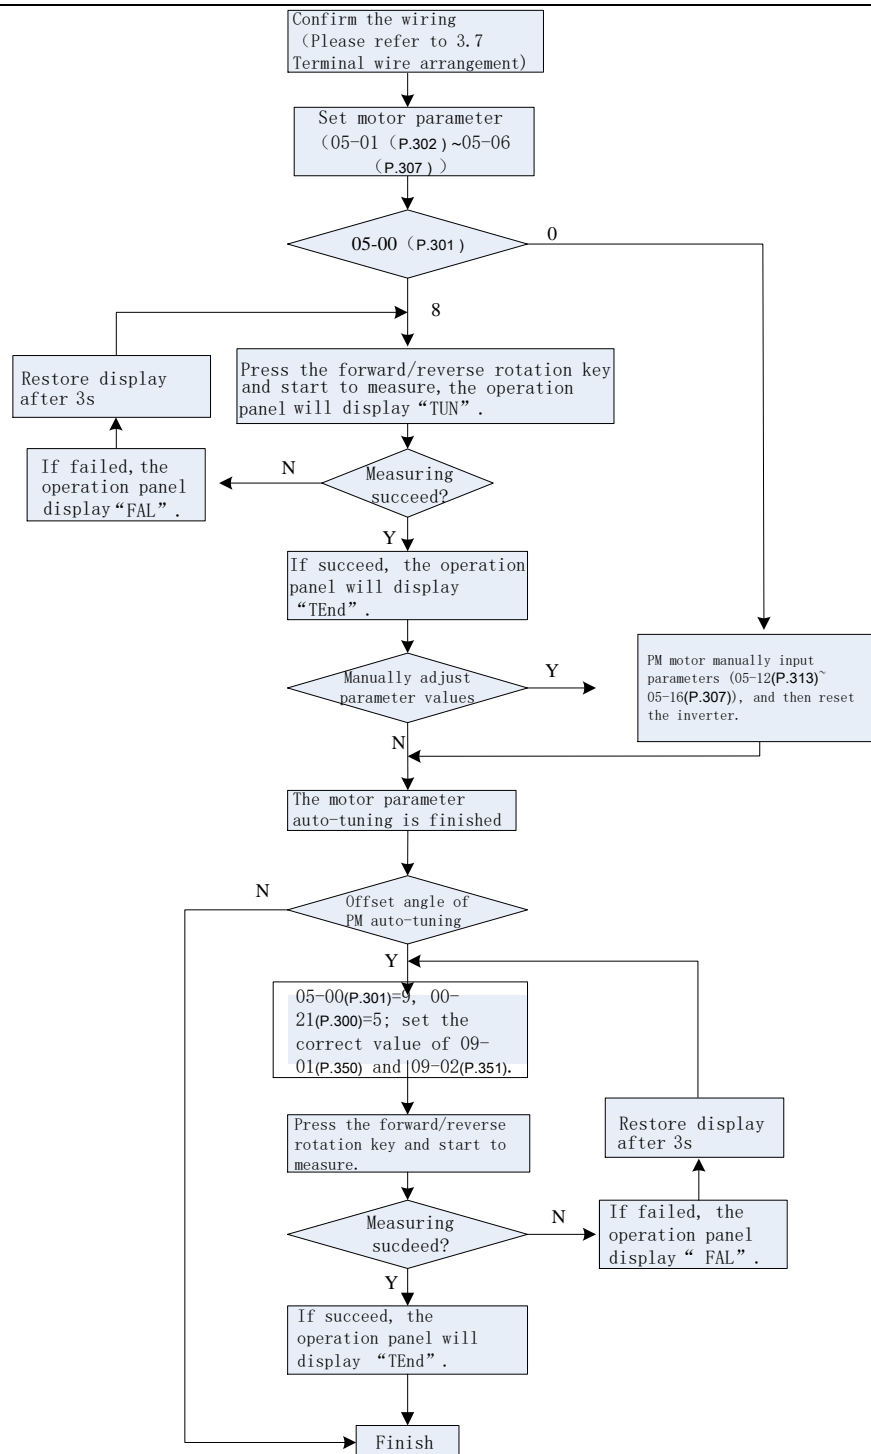 Confirm the wiring
（Please refer to 3.7
Terminal wire arrangement)
Set motor parameter
（05-01（P.302）~05-06
（P.307））
05-00（P.301）
0
8
Restore display
after 3s
Press the forward/reverse rotation key
and start to measure, the operation
panel will display “TUN”.
If failed, the
operation panel
display “FAL”.
N
Measuring
succeed?
Y
If succeed, the operation
panel will display
“TEnd”.
Manually adjust
parameter values
Y
PM motor manually input
parameters (05-12(P.313)~
05-16(P.307)), and then reset
the inverter.
N
The motor parameter
auto-tuning is finished
N
Offset angle of
PM auto-tuning
Y
05-00(P.301)=9, 00-
21(P.300)=5; set the
correct value of 09-
01(P.350) and 09-02(P.351).
Press the forward/reverse
rotation key and start to
measure.
Restore display
after 3s
Measuring
sucdeed?
N
If failed, the
operation panel
display “ FAL”.
Y
If succeed, the
operation panel will
display “TEnd”.
Finish